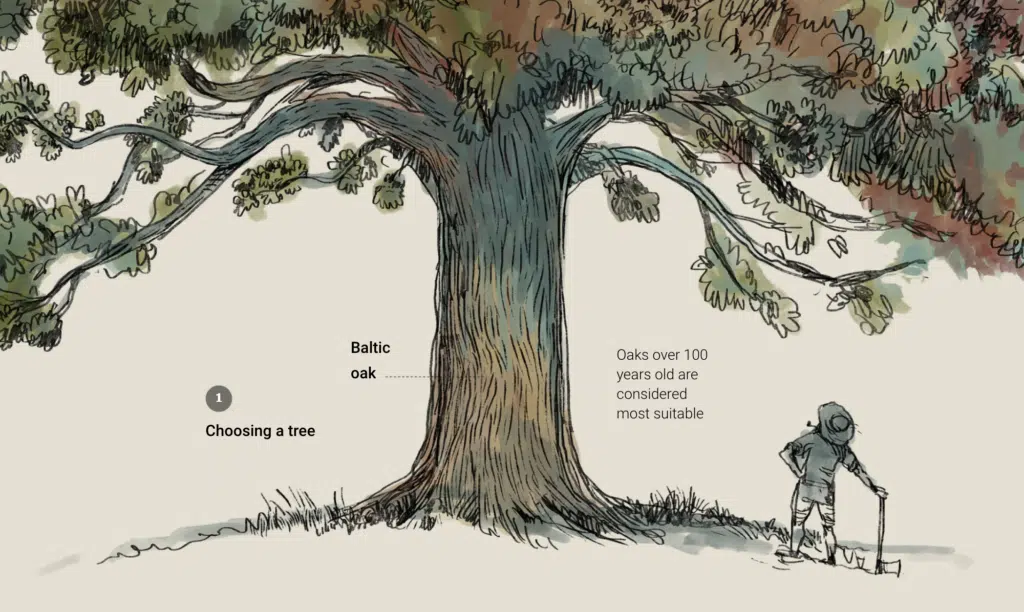 Baltic
oak
1
Choosing a tree
Oaks over 100
years old are
considered
most suitable